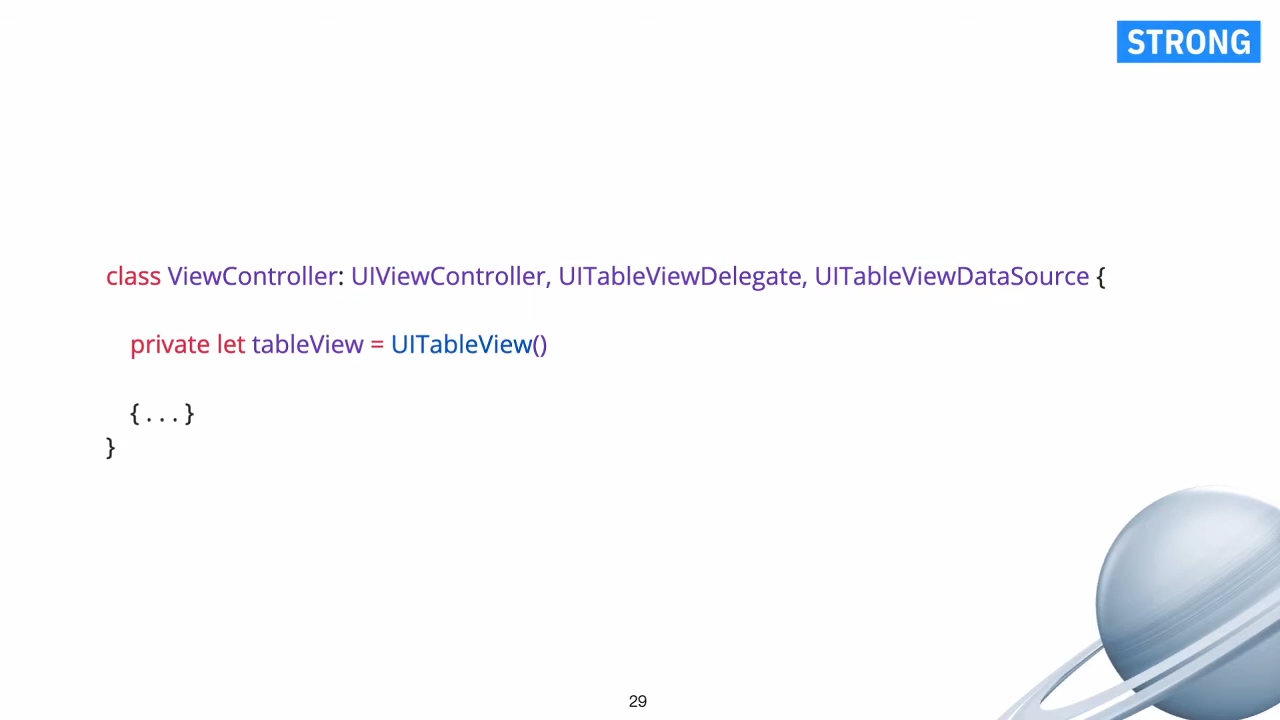 STRONG
class ViewController: UIViewController, UITableViewDelegate, UITableViewDataSource {
private let tableView = UITableView()
{ . . . }
}
29